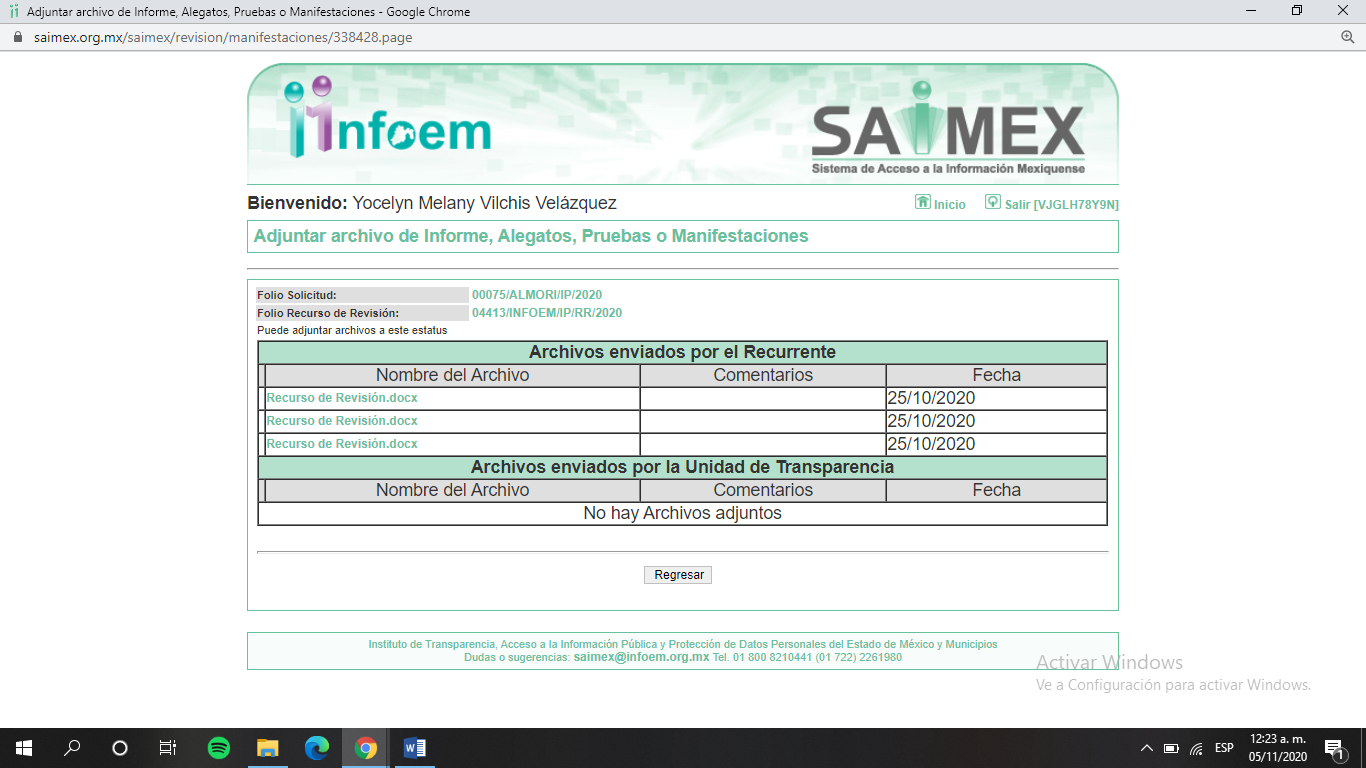 Adjuntar archivo de Informe, Alegatos, Pruebas o Manifestaciones - Google Chrome
saimex.org.mx/saimex/revision/manifestaciones/338428.page
infoem
SAIMEX
Sistema de Acceso a la Información Mexiquense
Bienvenido: Yocelyn Melany Vilchis Velázquez
Inicio Salir [VJGLH78Y9N]
Adjuntar archivo de Informe, Alegatos, Pruebas o Manifestaciones
Folio Solicitud: 00075/ALMORI/IP/2020
Folio Recurso de Revisión: 04413/INFOEM/IP/RR/2020
Puede adjuntar archivos a este estatus
Archivos enviados por el Recurrente
Nombre del Archivo Comentarios Fecha
Recurso de Revisión.docx 25/10/2020
Recurso de Revisión.docx 25/10/2020
Recurso de Revisión.docx 25/10/2020
Archivos enviados por la Unidad de Transparencia
Nombre del Archivo Comentarios Fecha
No hay Archivos adjuntos
Regresar
Instituto de Transparencia, Acceso a la Información Pública y Protección de Datos Personales del Estado de México y Municipios
Dudas o sugerencias: saimex@infoem.org.mx Tel. 01 800 8210441 (01 722) 2261980
Activar Windows
Ve a Configuración para activar Windows.
ESP
12:23 a. m.
05/11/2020
1